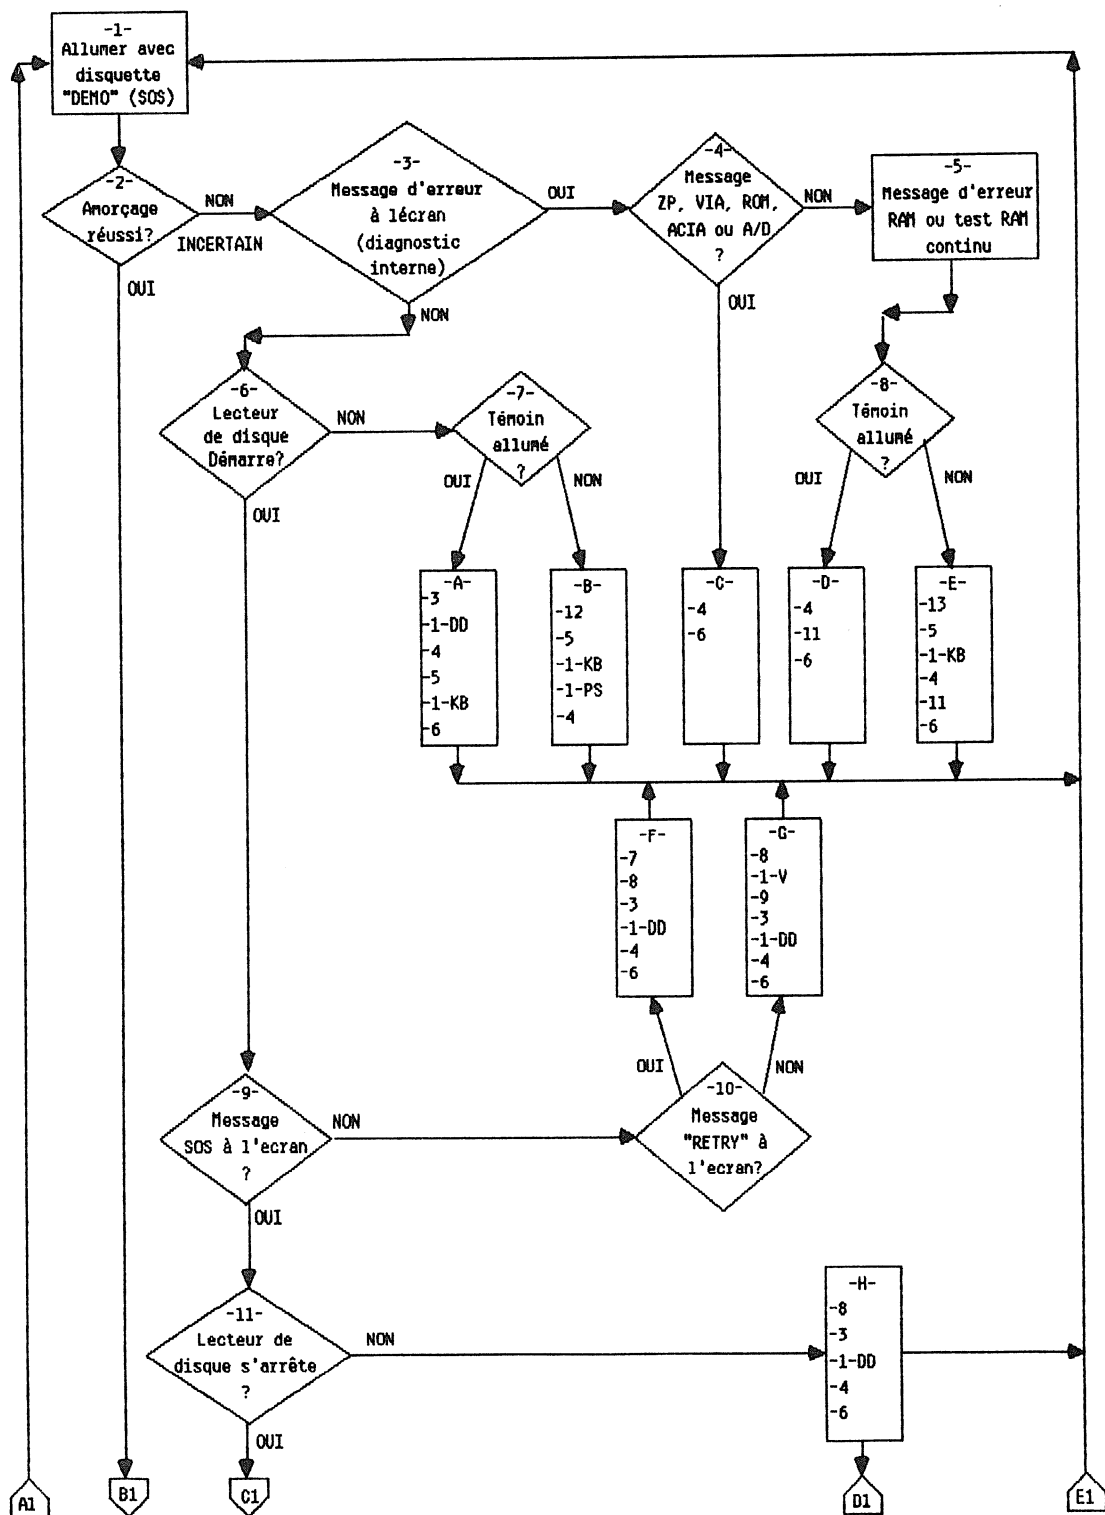 -1-
Allumer avec
disquette
"DEMO" (SOS)
-2-
Amorçage
réussi?
NON
INCERTAIN
OUI
-3-
Message d'erreur
à lécran
(diagnostic
interne)
OUI
NON
-4-
Message
ZP, VIA, ROM,
ACIA ou A/D
?
NON
OUI
-5-
Message d'erreur
RAM ou test RAM
continu
-6-
Lecteur
de disque
Démarre?
NON
OUI
-7-
Témoin
allumé
?
OUI
NON
-8-
Témoin
allumé
?
OUI
NON
-A-
-3
-1-DD
-4
-5
-1-KB
-6
-B-
-12
-5
-1-KB
-1-PS
-4
-C-
-4
-6
-D-
-4
-11
-6
-E-
-13
-5
-1-KB
-4
-11
-6
-F-
-7
-8
-3
-1-DD
-4
-6
-G-
-8
-1-V
-9
-3
-1-DD
-4
-6
OUI
NON
-9-
Message
SOS à l'ecran
?
NON
OUI
-10-
Message
"RETRY" à
l'ecran?
-11-
Lecteur de
disque s'arrête
?
NON
OUI
-H-
-8
-3
-1-DD
-4
-6
A1
B1
C1
D1
E1